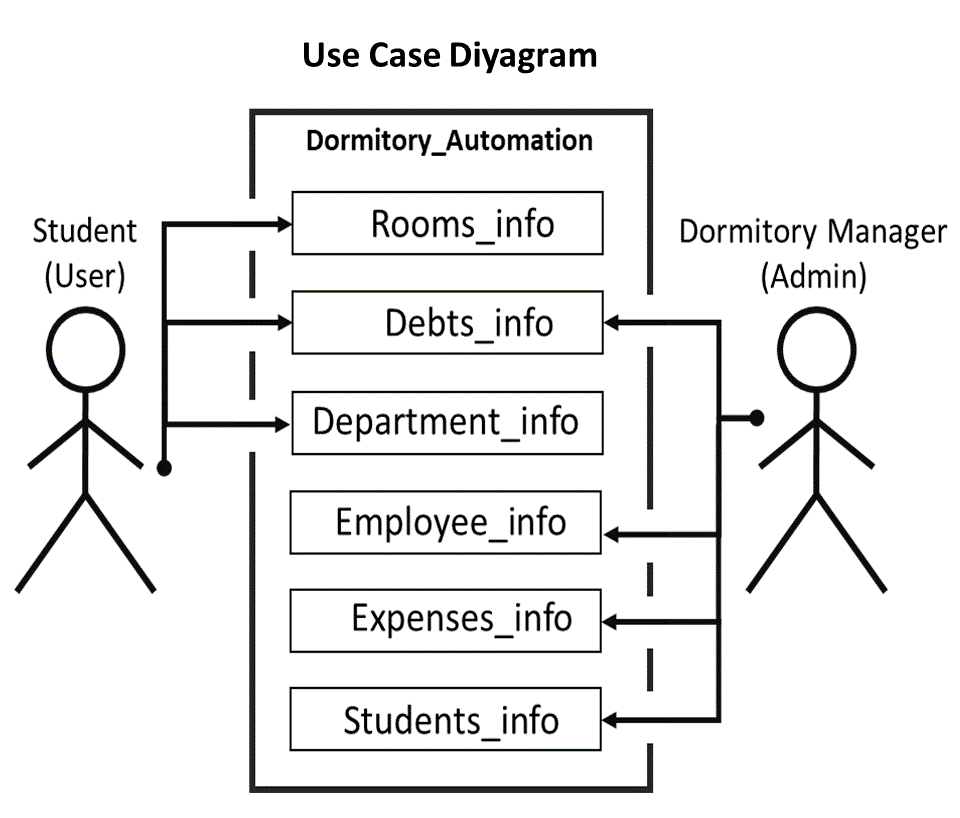 Use Case Diyagram
Dormitory_Automation
Student
(User)
Rooms_info
Debts_info
Department_info
Employee_info
Expenses_info
Students_info
Dormitory Manager
(Admin)